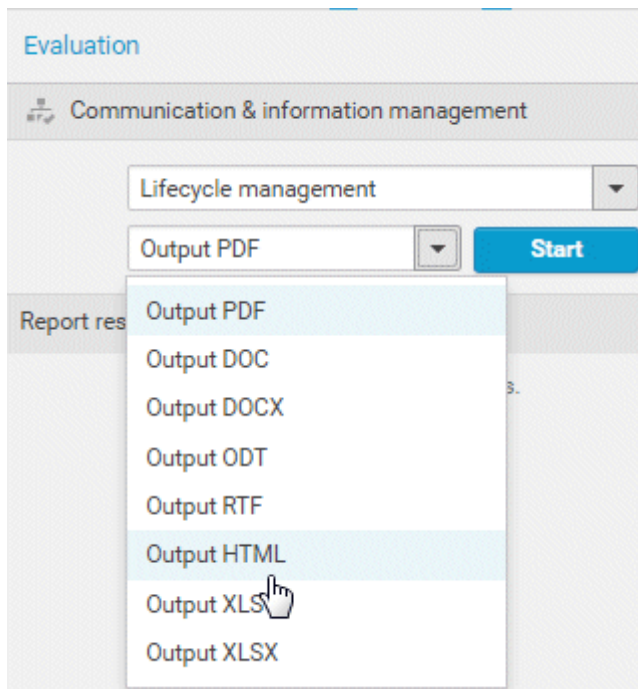 Evaluation
Communication & information management
Lifecycle management
Output PDF
Start
Output PDF
Report res
Output DOC
s.
Output DOCX
Output ODT
Output RTF
Output HTML
Output XLS
Output XLSX